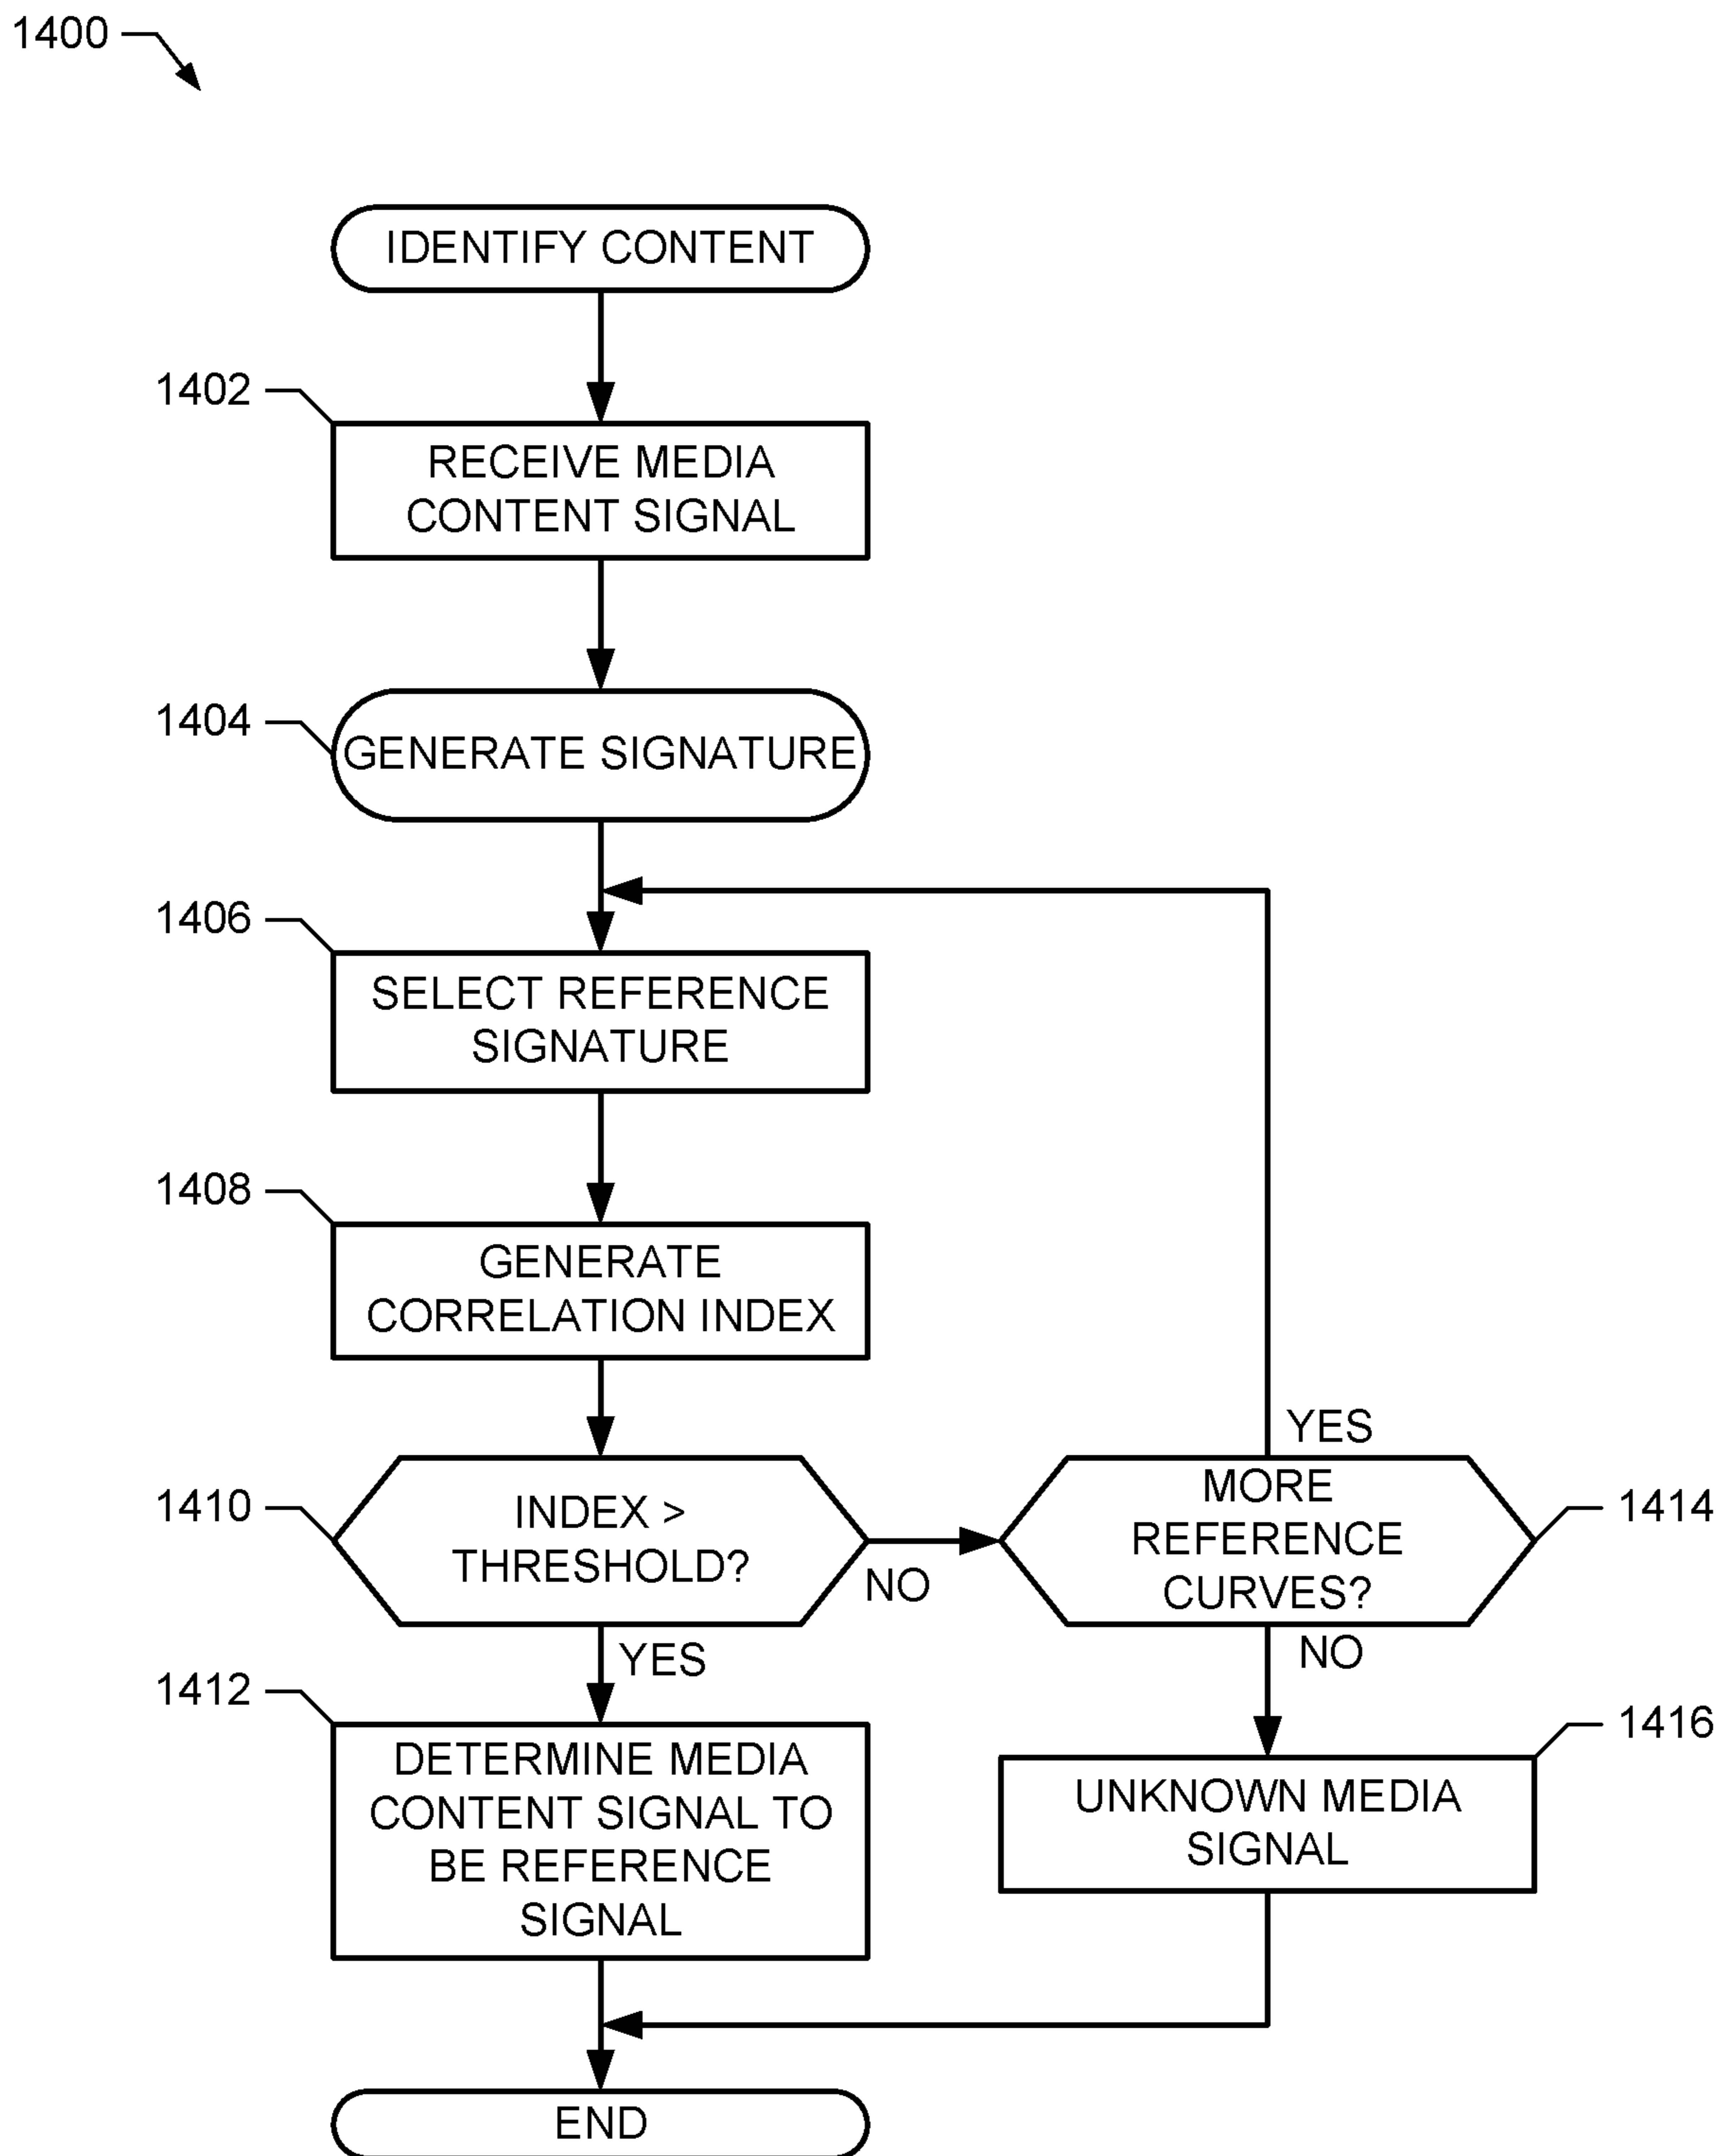 1400
IDENTIFY CONTENT
1402
RECEIVE MEDIA
CONTENT SIGNAL
1404
GENERATE SIGNATURE
1406
SELECT REFERENCE
SIGNATURE
1408
GENERATE
CORRELATION INDEX
1410
INDEX >
THRESHOLD?
NO
YES
MORE
REFERENCE
CURVES?
1414
YES
NO
1412
DETERMINE MEDIA
CONTENT SIGNAL TO
BE REFERENCE
SIGNAL
1416
UNKNOWN MEDIA
SIGNAL
END